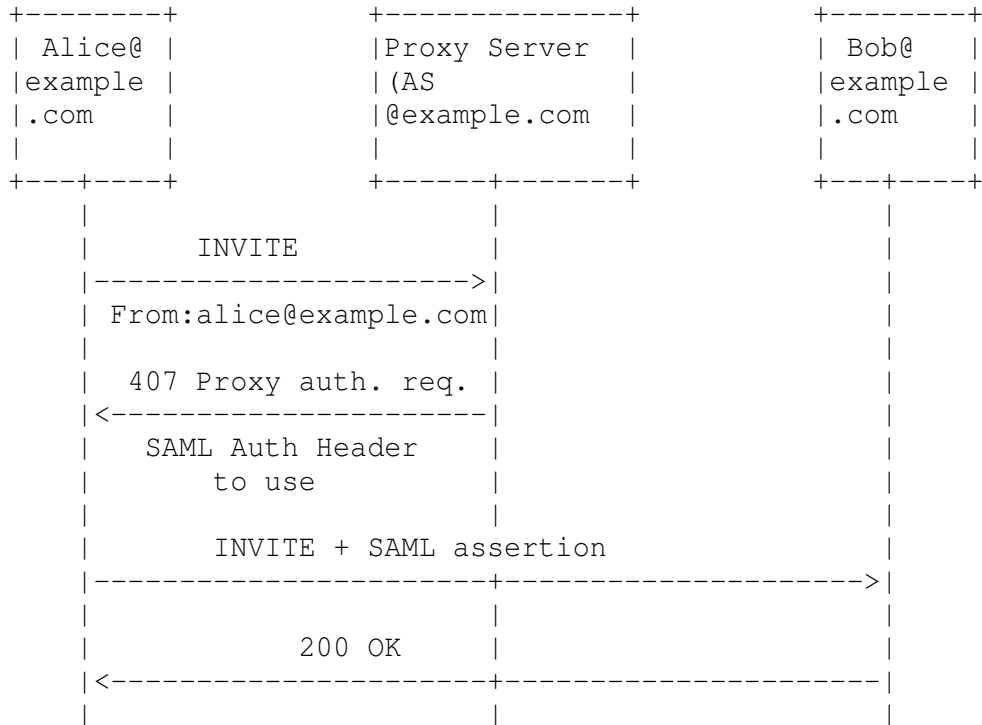 +--------+ +--------------+ +--------+
| Alice@ | |Proxy Server | | Bob@ |
|example | |(AS | |example |
|.com | |@example.com | |.com |
| | | | | |
+---+----+ +------+-------+ +---+----+
| | |
| INVITE | |
|---------------------->| |
| From:alice@example.com| |
| | |
| 407 Proxy auth. req. | |
|<----------------------| |
| SAML Auth Header | |
| to use | |
| | |
| INVITE + SAML assertion |
|-----------------------+--------------------->|
| | |
| 200 OK | |
|<----------------------+----------------------|
| | |